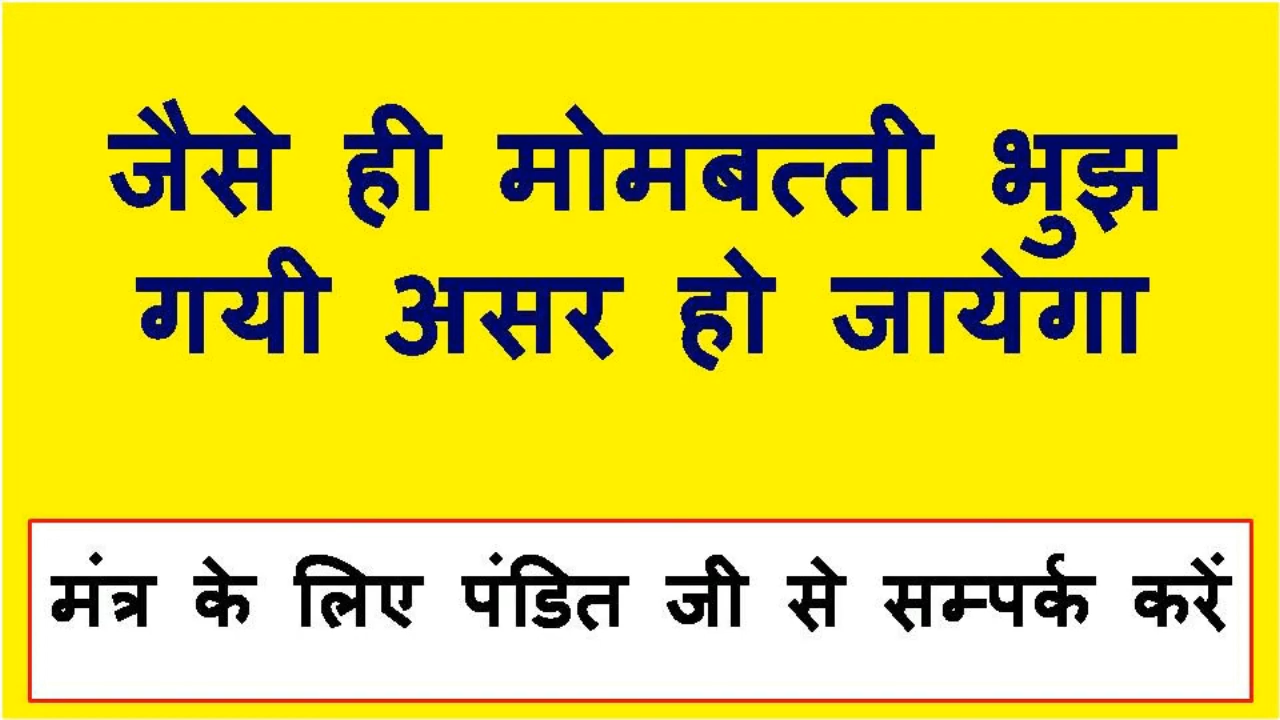 जैसे ही मोमबत्ती भुझ
गयी असर हो जायेगा
मंत्र के लिए पंडित जी से सम्पर्क करें